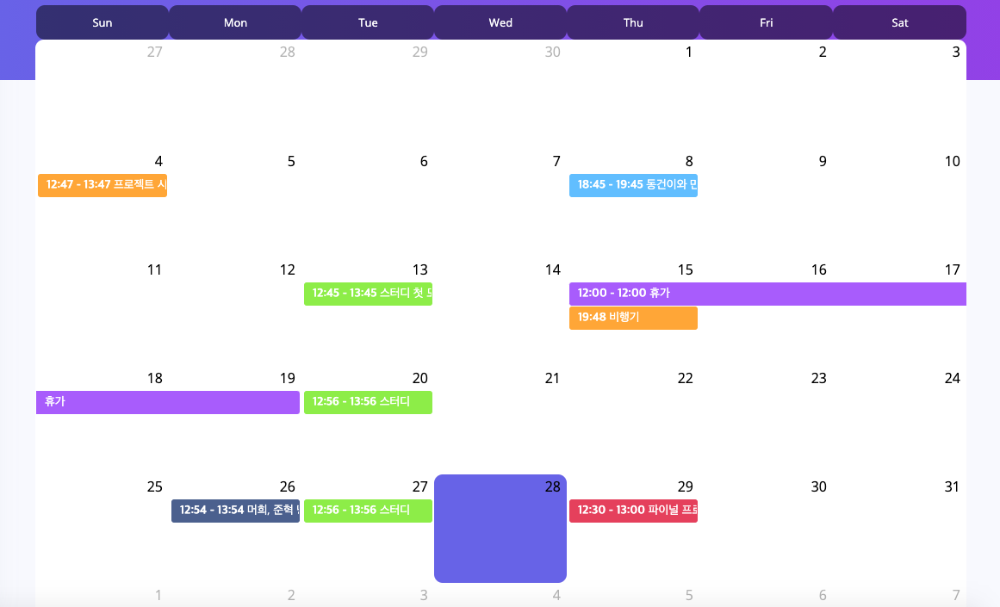 Sun Mon Tue Wed Thu Fri Sat
27 28 29 30 1 2 3
4 5 6 7 8 9 10
12:47 - 13:47 프로젝트 시
18:45 - 19:45 동건이와
11 12 13 14 15 16 17
12:45 - 13:45 스터디 첫
12:00 - 12:00 휴가
19:48 비행기
18 19 20 21 22 23 24
휴가
12:56 - 13:56 스터디
25 26 27 28 29 30 31
12:54 - 13:54 머희, 준혁
12:56 - 13:56 스터디
12:30 - 13:00 파이널
1 2 3 4 5 6 7